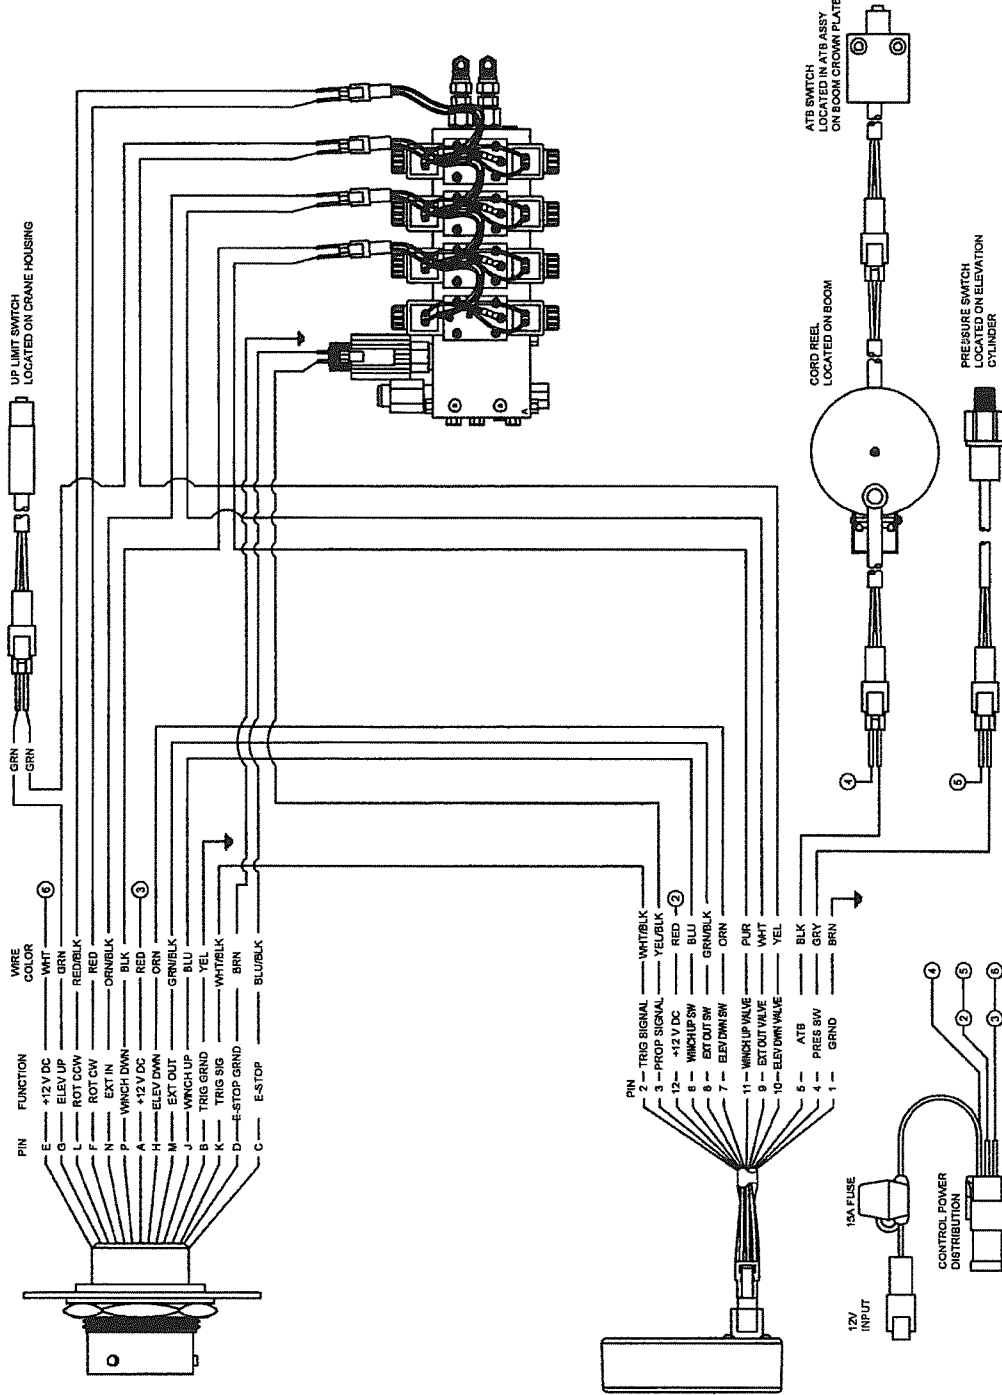 UP LIMIT SWITCH
LOCATED ON CRANE HOUSING
GRN
GRN
PIN FUNCTION WIRE COLOR
E +12 V DC WHT 6
G ELEV UP GRN
L ROT CCW RED/BLK
F ROT CW RED
N EXT IN ORN/BLK
P WINCH DWN BLK
A +12 V DC RED 3
H ELEV DWN ORN
M EXT OUT GRN/BLK
J WINCH UP BLU
B TRIG GRND YEL
K TRIG SIG WHT/BLK
D E-STOP GRND BRN
C E-STOP BLU/BLK
A
ATB SWITCH
LOCATED IN ATB ASSY
ON BOOM CROWN PLATE
CORD REEL
LOCATED ON BOOM
PRESSURE SWITCH
LOCATED ON ELEVATION
CYLINDER
4
5
PIN
2 TRIG SIGNAL WHT/BLK
3 PROP SIGNAL YEL/BLK
12 +12 V DC RED 2
8 WINCH UP SW BLU
EXT OUT SW GRN/BLK
7 ELEV DWN SW ORN
11 WINCH UP VALVE PUR
9 EXT OUT VALVE WHT
10 ELEV DWN VALVE YEL
5 ATB BLK
4 PRES SW GRY
1 GRND BRN
15A FUSE
12V
INPUT
CONTROL POWER
DISTRIBUTION
4
5
2
6
3